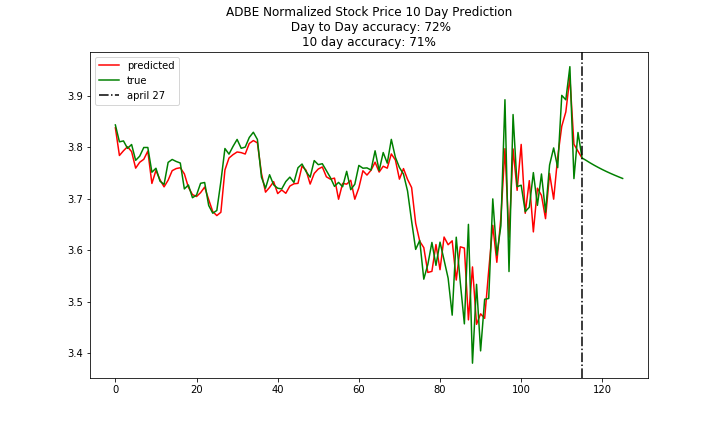 ADBE Normalized Stock Price 10 Day Prediction
Day to Day accuracy: 72%
10 day accuracy: 71%
predicted
true
april 27
3.9
3.8
3.7
3.6
3.5
3.4
0 20 40 60 80 100 120